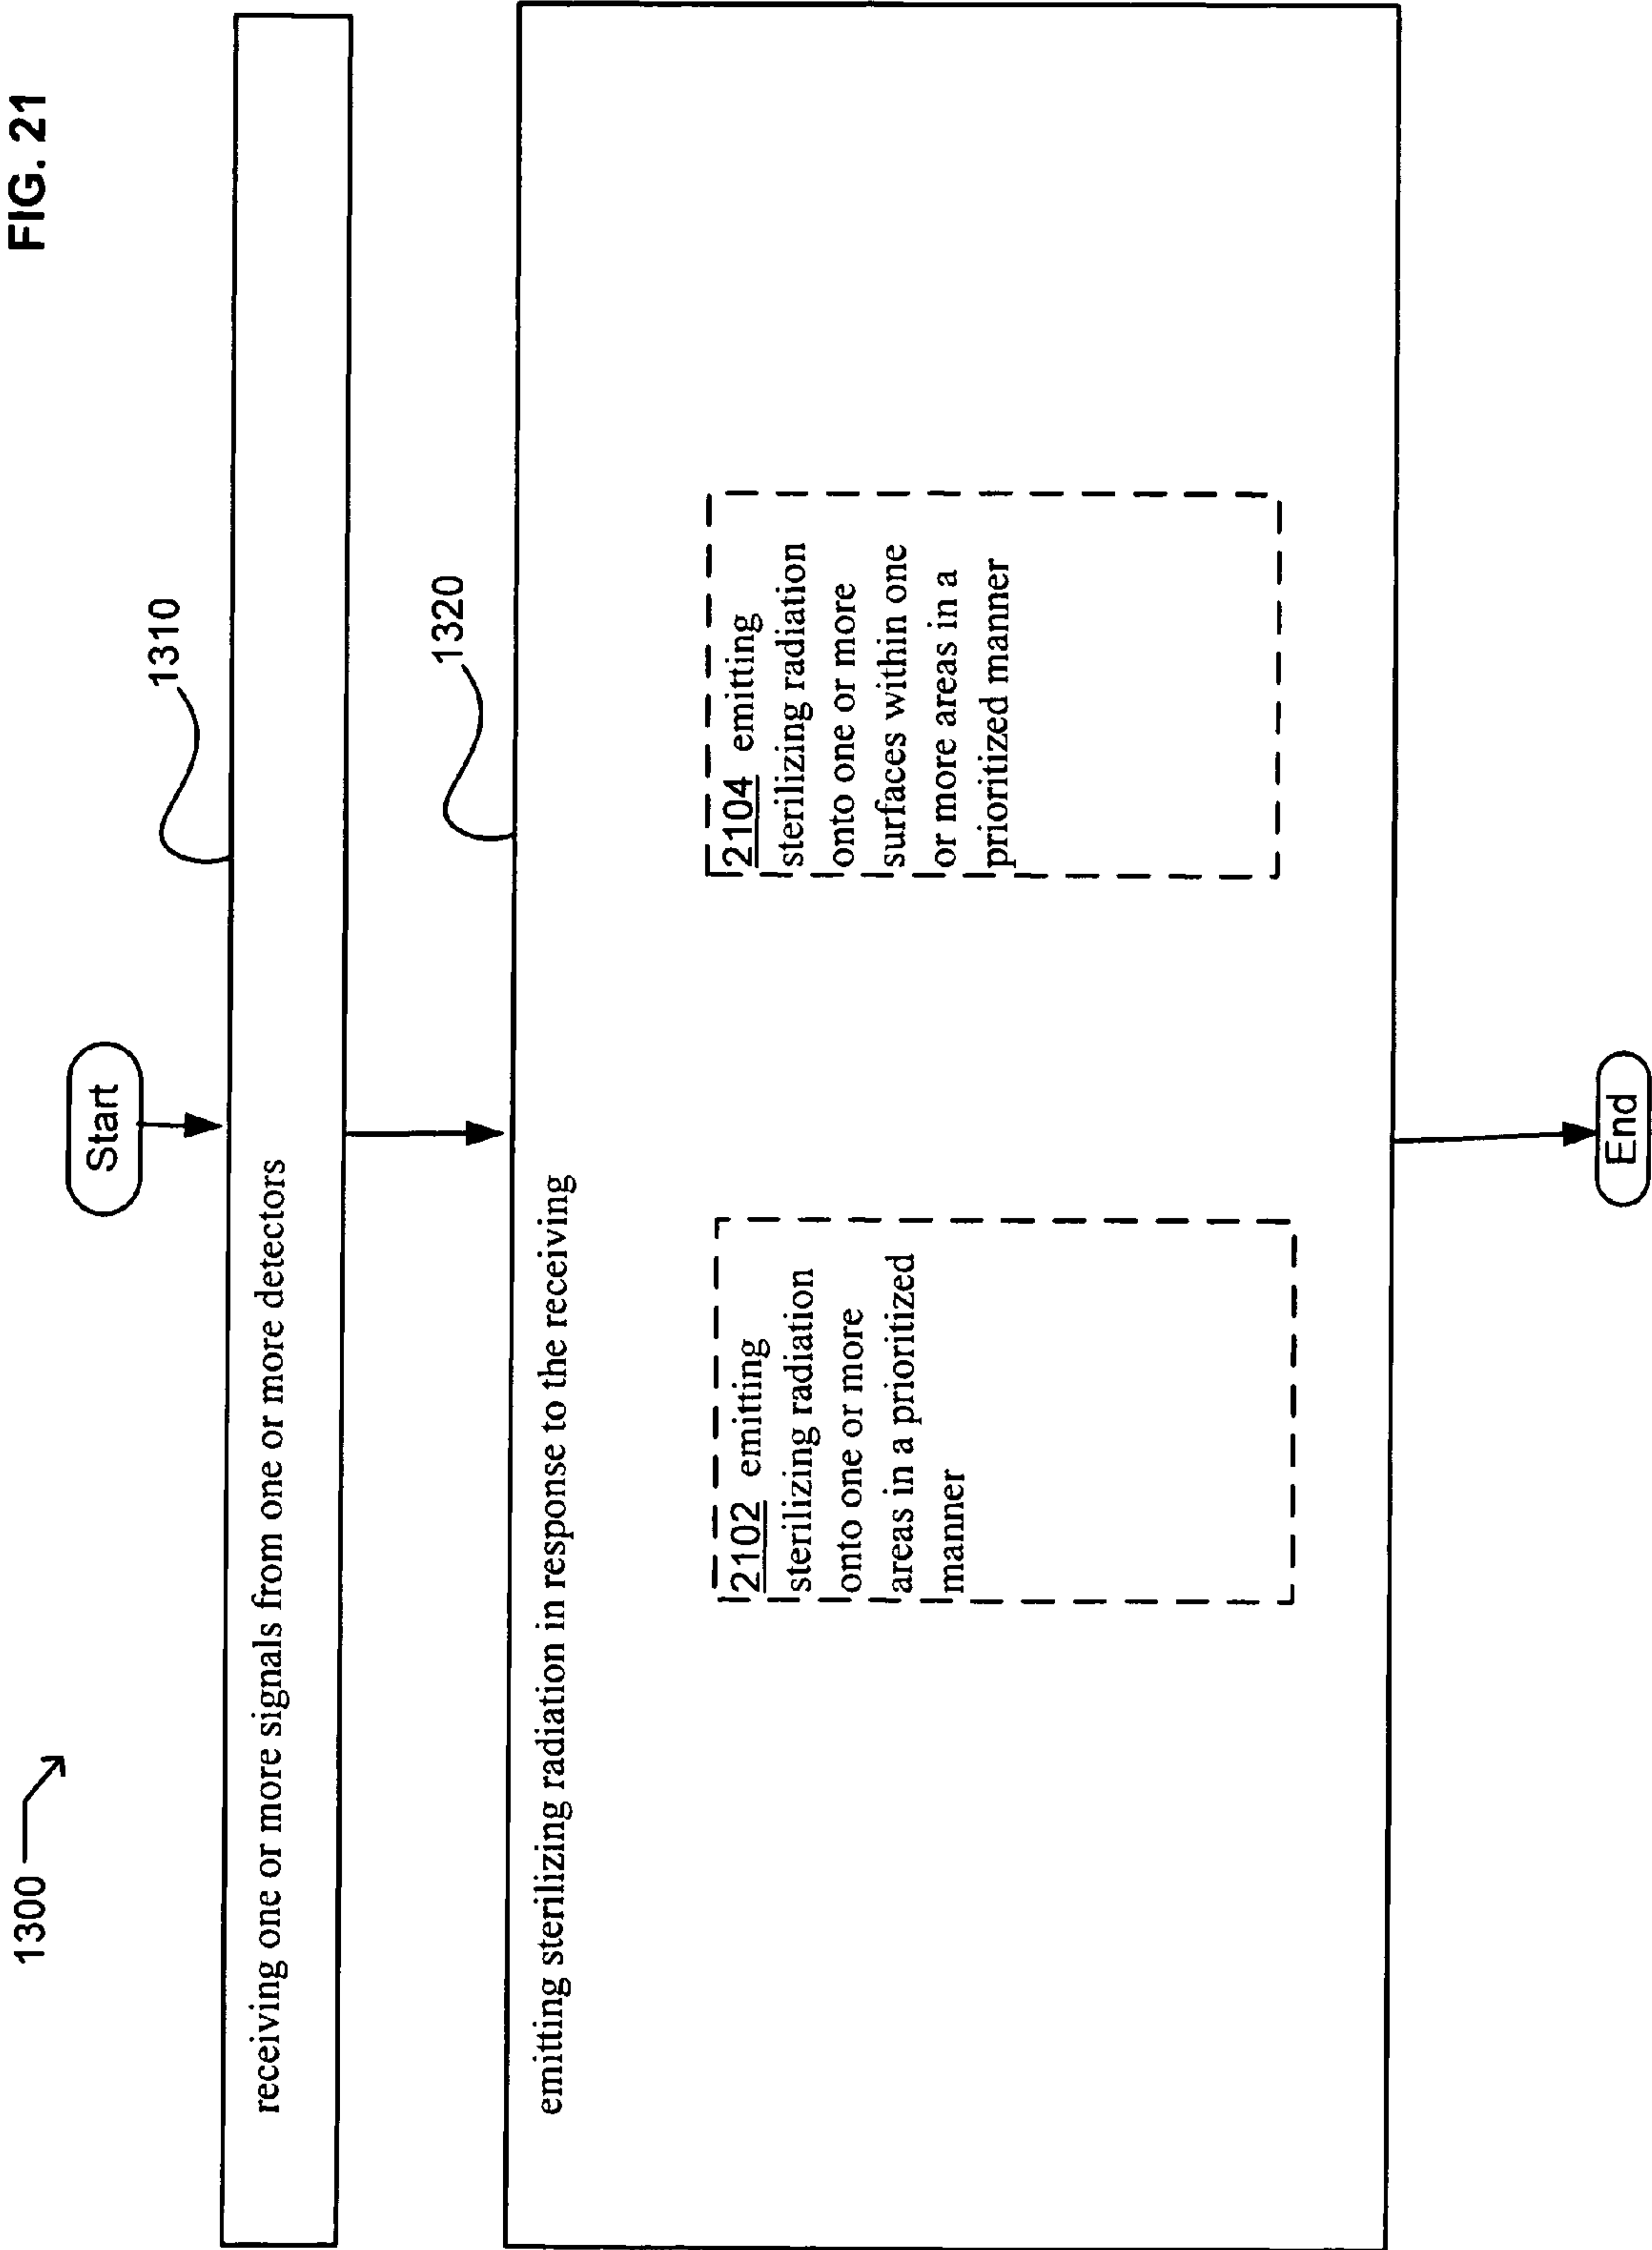 FIG. 21
1300
Start
1310
receiving one or more signals from one or more detectors
1320
emitting sterilizing radiation in response to the receiving
2102 emitting
sterilizing radiation
onto one or more
areas in a prioritized
manner
2104 emitting
sterilizing radiation
onto one or more
surfaces within one
or more areas in a
prioritized manner
End